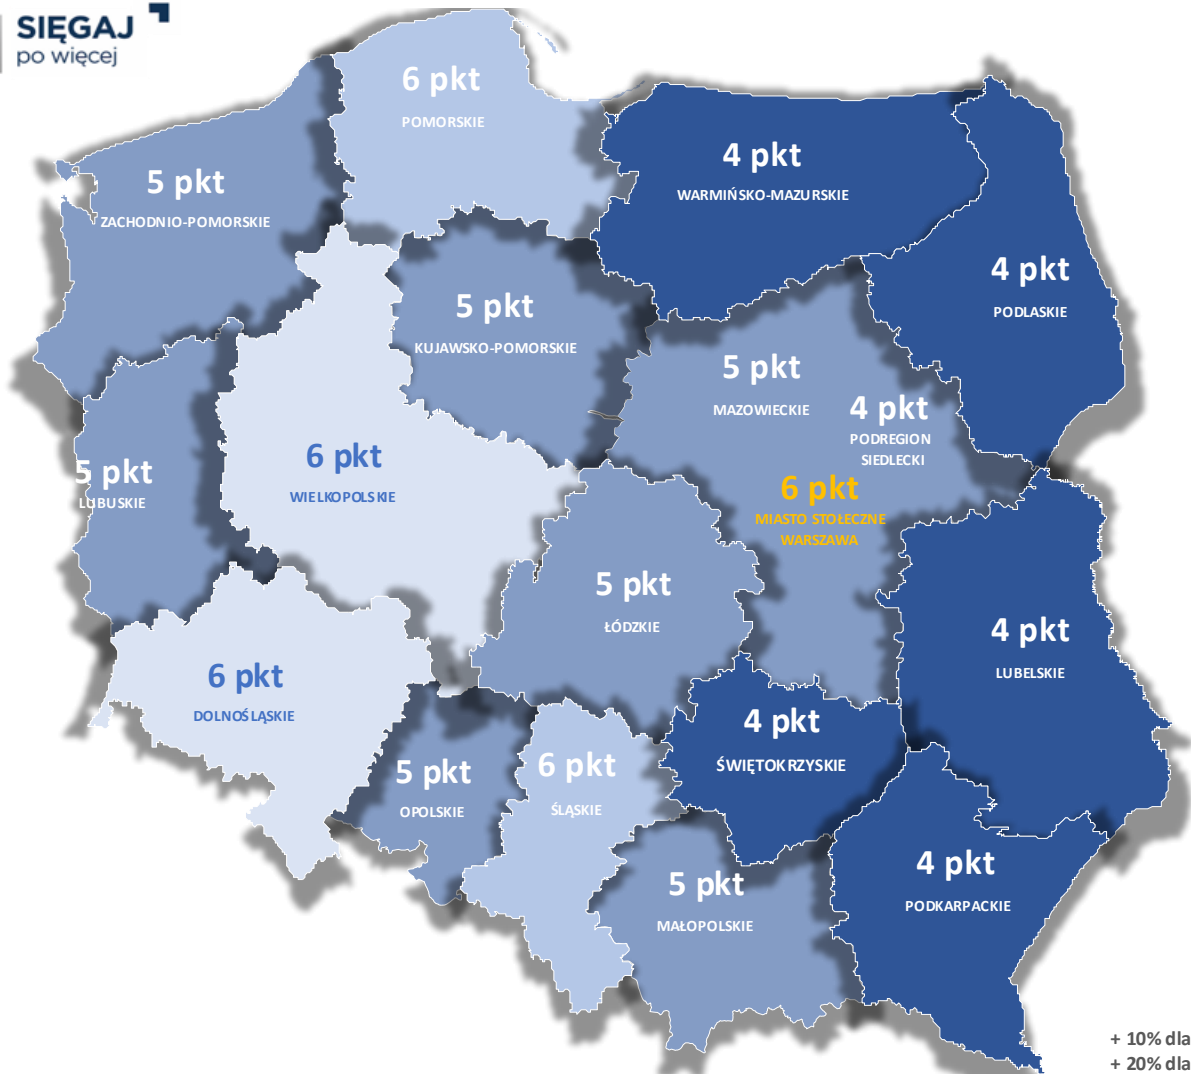 SIĘGAJ
po więcej
6 pkt
POMORSKIE
4 pkt
WARMIŃSKO-MAZURSKIE
5 pkt
ZACHODNIO-POMORSKIE
4 pkt
PODLASKIE
5 pkt
KUJAWSKO-POMORSKIE
5 pkt
MAZOWIECKIE
4 pkt
PODREGION
SIEDLECKI
6 pkt
WIELKOPOLSKIE
5 pkt
LUBUSKIE
6 pkt
MIASTO STOŁECZNE
WARSZAWA
5 pkt
ŁÓDZKIE
4 pkt
LUBELSKIE
6 pkt
DOLNOŚLĄSKIE
4 pkt
ŚWIĘTOKRZYSKIE
5 pkt
OPOLSKIE
6 pkt
ŚLĄSKIE
5 pkt
MAŁOPOLSKIE
4 pkt
PODKARPACKIE
+ 10% dla
+ 20% dla